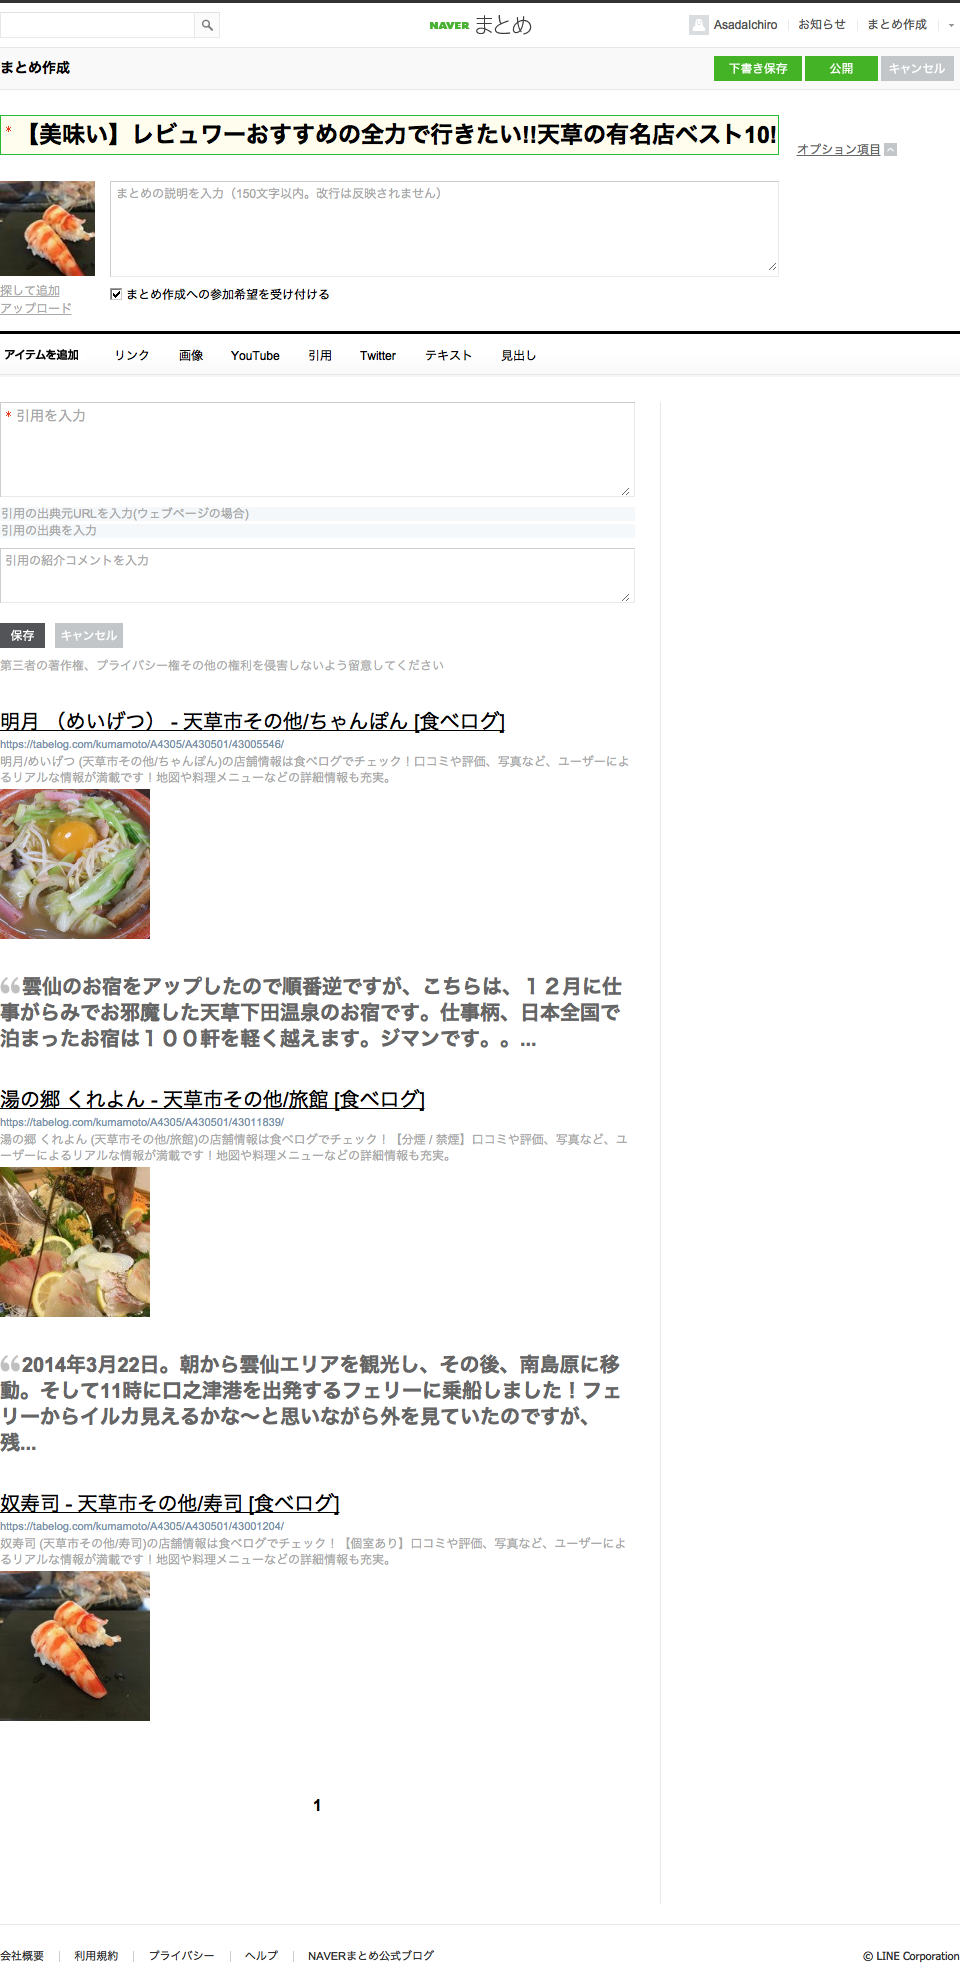 NAVER まとめ
AsadaIchiro お知らせ まとめ作成
まとめ作成
下書き保存 公開 キャンセル
* 【美味い】レビュワーおすすめの全力で行きたい!!天草の有名店ベスト10!
オプション項目
まとめの説明を入力（150文字以内。改行は反映されません）
探して追加
アップロード
まとめ作成への参加希望を受け付ける
アイテムを追加 リンク 画像 YouTube 引用 Twitter テキスト 見出し
* 引用を入力
引用の出典元URLを入力(ウェブページの場合)
引用の出典を入力
引用の紹介コメントを入力
保存 キャンセル
第三者の著作権、プライバシー権その他の権利を侵害しないよう留意してください
明月 （めいげつ） - 天草市その他/ちゃんぽん [食べログ]
https://tabelog.com/kumamoto/A4305/A430501/43005546/
明月/めいげつ (天草市その他/ちゃんぽん)の店舗情報は食べログでチェック！口コミや評価、写真など、ユーザーによ
るリアルな情報が満載です！地図や料理メニューなどの詳細情報も充実。
“雲仙のお宿をアップしたので順番逆ですが、こちらは、１２月に仕
事がらみでお邪魔した天草下田温泉のお宿です。仕事柄、日本全国で
泊まったお宿は１００軒を軽く越えます。ジマンです。。...
湯の郷 くれよん - 天草市その他/旅館 [食べログ]
https://tabelog.com/kumamoto/A4305/A430501/43011839/
湯の郷 くれよん (天草市その他/旅館)の店舗情報は食べログでチェック！【分煙 / 禁煙】口コミや評価、写真など、ユ
ーザーによるリアルな情報が満載です！地図や料理メニューなどの詳細情報も充実。
“2014年3月22日。朝から雲仙エリアを観光し、その後、南島原に移
動。そして11時に口之津港を出発するフェリーに乗船しました！フェ
リーからイルカ見えるかな〜と思いながら外を見ていたのですが、
残...
奴寿司 - 天草市その他/寿司 [食べログ]
https://tabelog.com/kumamoto/A4305/A430501/43001204/
奴寿司 (天草市その他/寿司)の店舗情報は食べログでチェック！【個室あり】口コミや評価、写真など、ユーザーによ
るリアルな情報が満載です！地図や料理メニューなどの詳細情報も充実。
1
会社概要 利用規約 プライバシー ヘルプ NAVERまとめ公式ブログ
© LINE Corporation